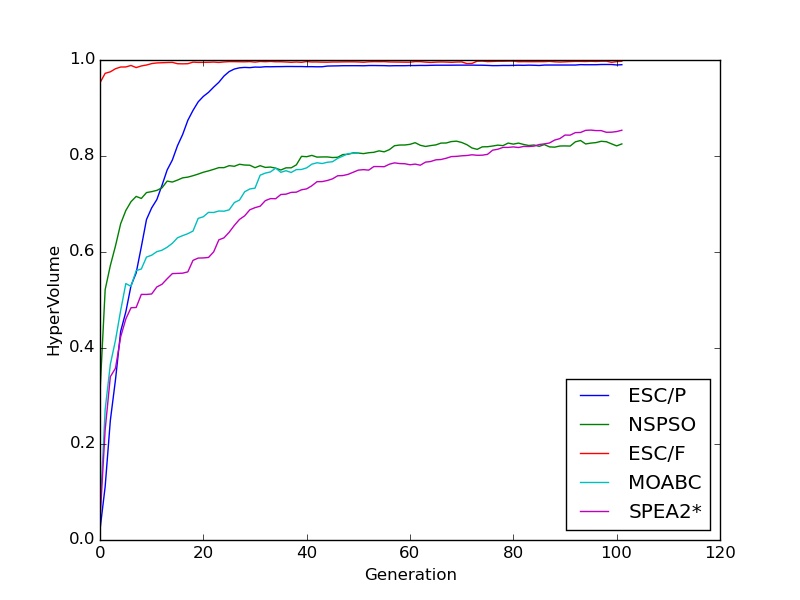 1.0
0.8
0.6
0.4
0.2
0.0
HyperVolume
ESC/P
NSPSO
ESC/F
MOABC
SPEA2*
0 20 40 60 80 100 120
Generation